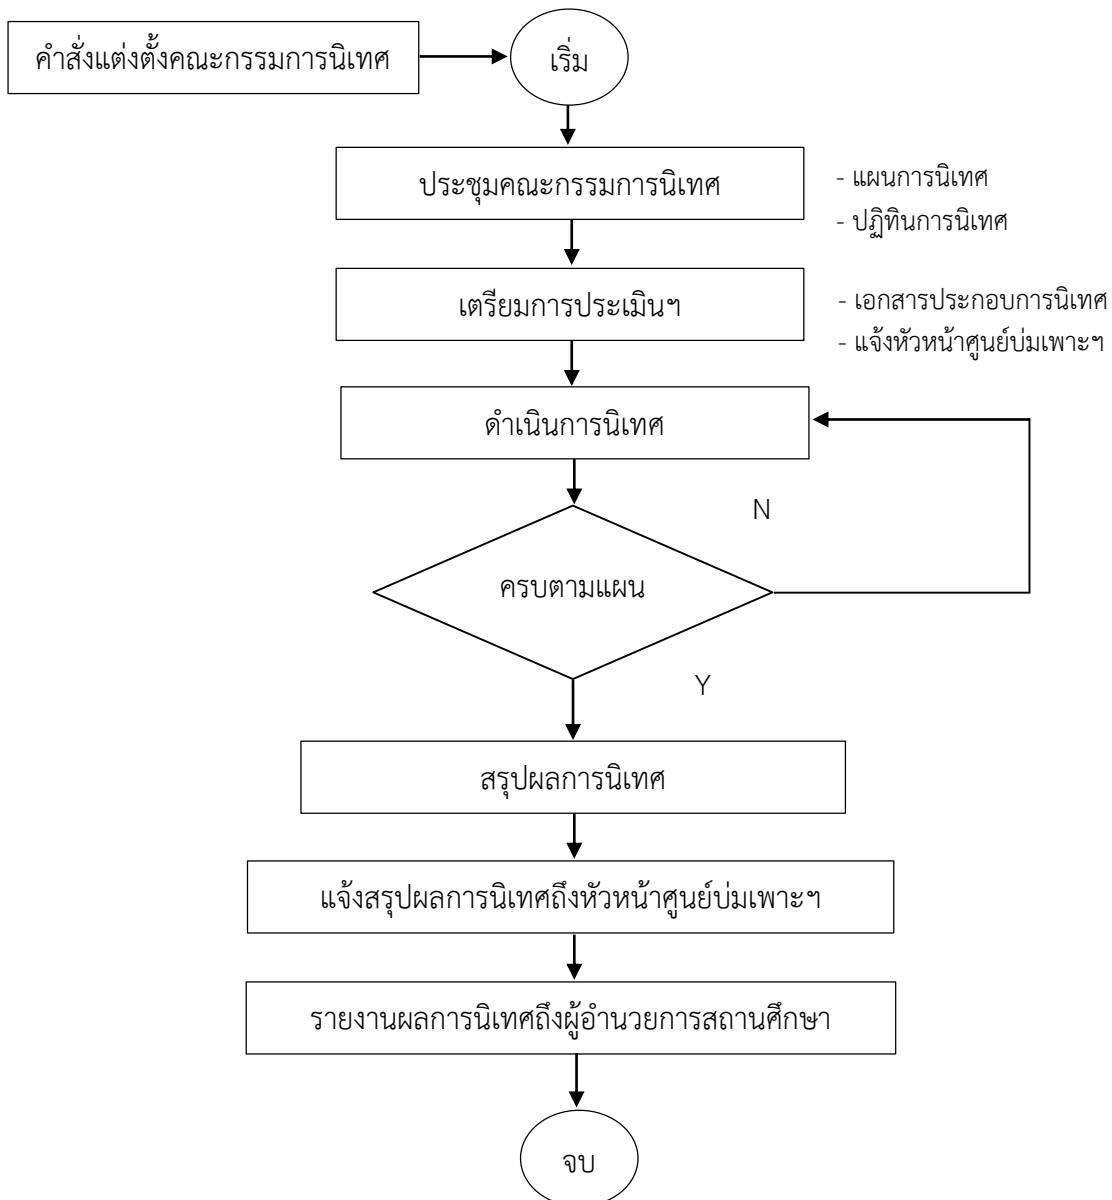 คำสั่งแต่งตั้งคณะกรรมการนิเทศ
เริ่ม
ประชุมคณะกรรมการนิเทศ
- แผนการนิเทศ
- ปฏิทินการนิเทศ
เตรียมการประเมินฯ
- เอกสารประกอบการนิเทศ
- แจ้งหัวหน้าศูนย์บ่มเพาะฯ
ดำเนินการนิเทศ
N
ครบตามแผน
Y
สรุปผลการนิเทศ
แจ้งสรุปผลการนิเทศถึงหัวหน้าศูนย์บ่มเพาะฯ
รายงานผลการนิเทศถึงผู้อำนวยการสถานศึกษา
จบ